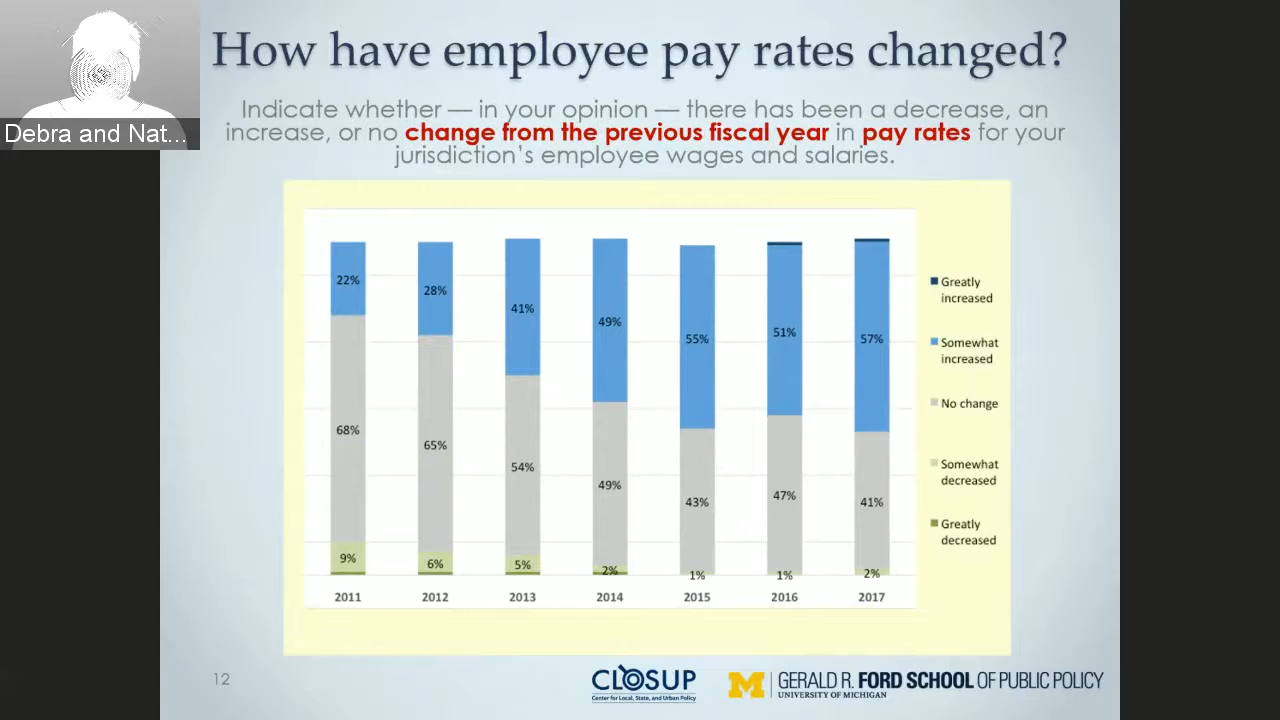 How have employee pay rates changed?
Debra and Nat...
Indicate whether — in your opinion — there has been a decrease, an
increase, or no change from the previous fiscal year in pay rates for your
jurisdiction's employee wages and salaries.
22%
28%
41%
49%
55%
51%
57%
68%
65%
54%
49%
43%
47%
41%
9%
6%
5%
2%
1%
1%
2%
2011
2012
2013
2014
2015
2016
2017
Greatly
increased
Somewhat
increased
No change
Somewhat
decreased
Greatly
decreased
12
CLOSUP
Center for Local, State, and Urban Policy
M
GERALD R. FORD SCHOOL OF PUBLIC POLICY
UNIVERSITY OF MICHIGAN